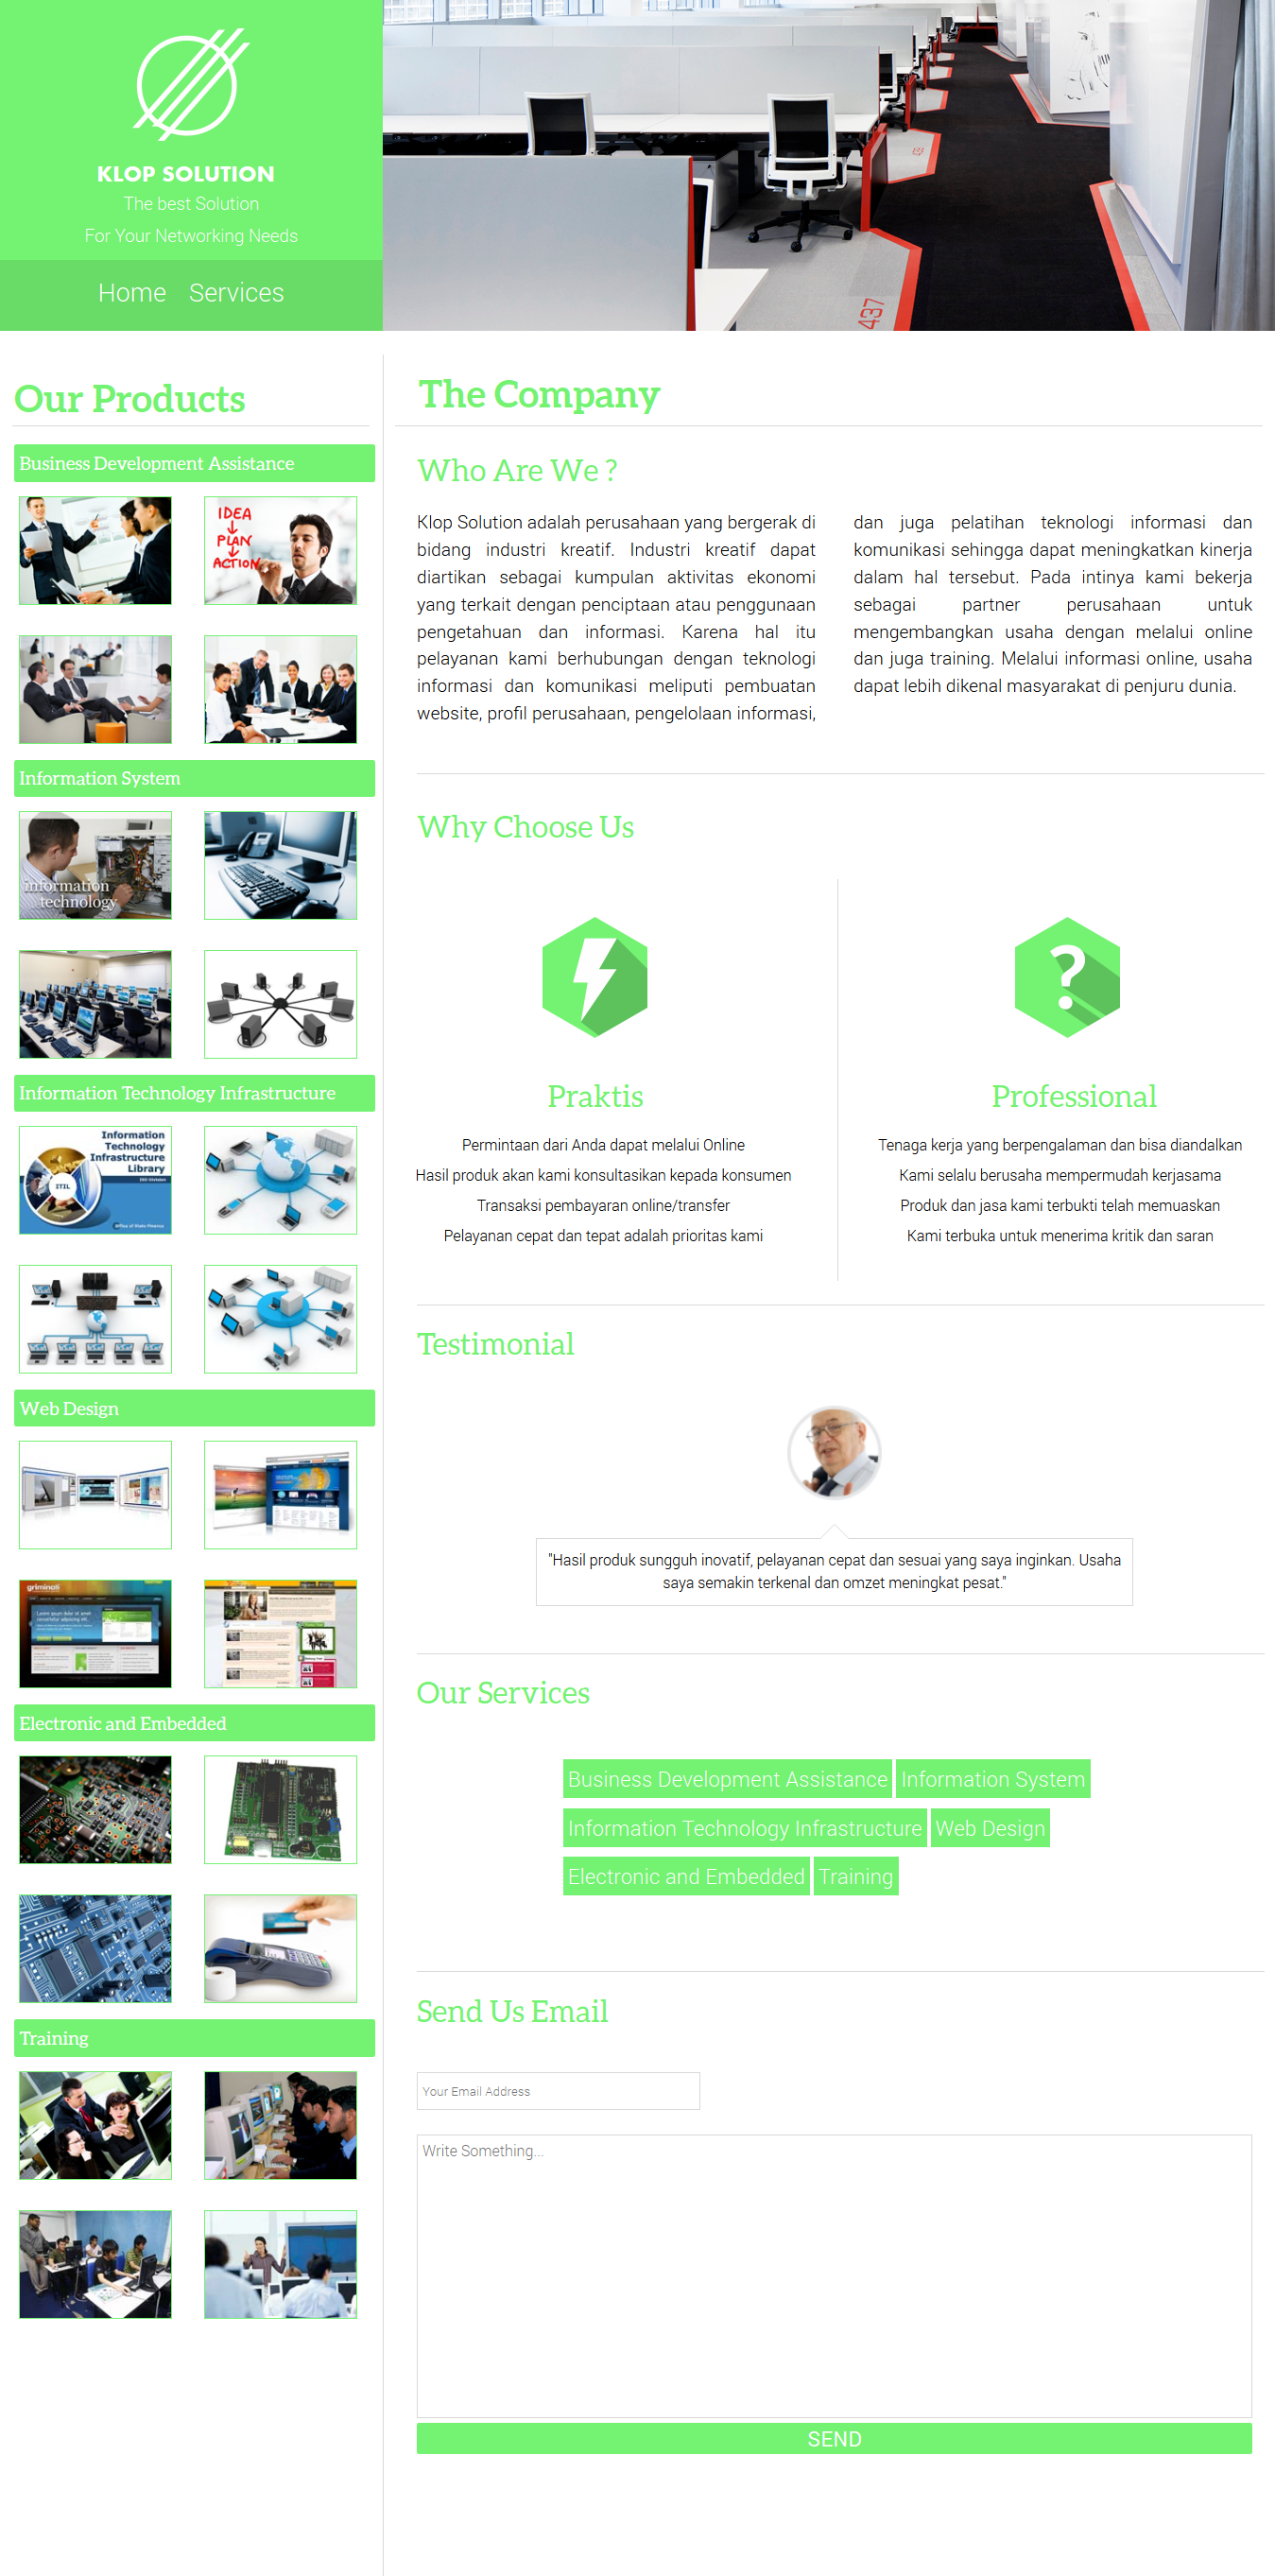 KLOP SOLUTION
The best Solution
For Your Networking Needs
Home Services
437
Our Products
Business Development Assistance
IDEA
PLAN
ACTION
Information System
information
technology
Information Technology Infrastructure
Information
Technology
Infrastructure
Library
ITIL
Office of State Finance
Web Design
griminati
Electronic and Embedded
Training
The Company
Who Are We ?
Klop Solution adalah perusahaan yang bergerak di
bidang industri kreatif. Industri kreatif dapat
diartikan sebagai kumpulan aktivitas ekonomi
yang terkait dengan penciptaan atau penggunaan
pengetahuan dan informasi. Karena hal itu
pelayanan kami berhubungan dengan teknologi
informasi dan komunikasi meliputi pembuatan
website, profil perusahaan, pengelolaan informasi,
dan juga pelatihan teknologi informasi dan
komunikasi sehingga dapat meningkatkan kinerja
dalam hal tersebut. Pada intinya kami bekerja
sebagai partner perusahaan untuk
mengembangkan usaha dengan melalui online
dan juga training. Melalui informasi online, usaha
dapat lebih dikenal masyarakat di penjuru dunia.
Why Choose Us
Praktis
Permintaan dari Anda dapat melalui Online
Hasil produk akan kami konsultasikan kepada konsumen
Transaksi pembayaran online/transfer
Pelayanan cepat dan tepat adalah prioritas kami
?
Professional
Tenaga kerja yang berpengalaman dan bisa diandalkan
Kami selalu berusaha mempermudah kerjasama
Produk dan jasa kami terbukti telah memuaskan
Kami terbuka untuk menerima kritik dan saran
Testimonial
"Hasil produk sungguh inovatif, pelayanan cepat dan sesuai yang saya inginkan. Usaha
saya semakin terkenal dan omzet meningkat pesat."
Our Services
Business Development Assistance Information System
Information Technology Infrastructure Web Design
Electronic and Embedded Training
Send Us Email
Your Email Address
Write Something...
SEND